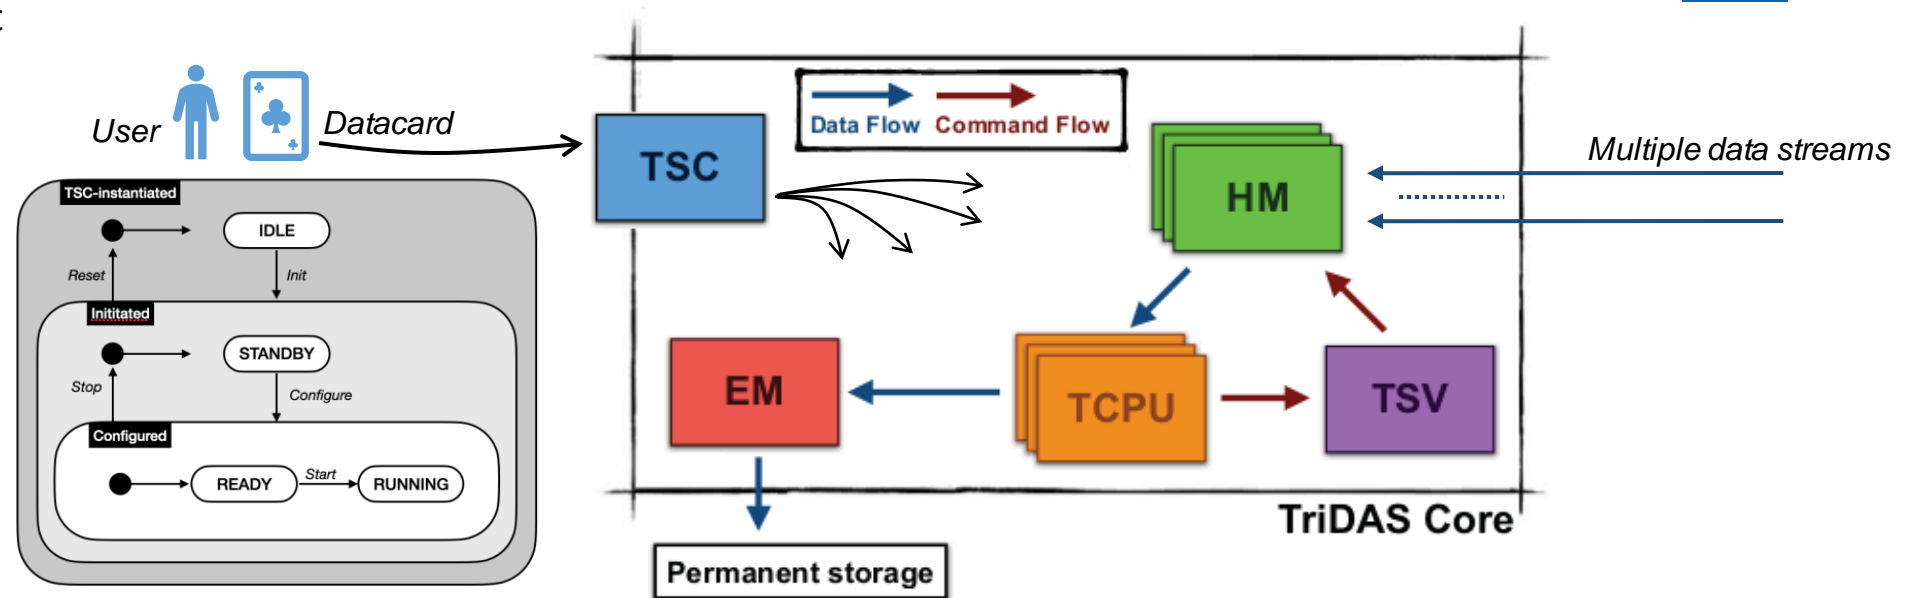 User
Datacard
TSC-instantiated
IDLE
Reset
Init
Inititated
STANDBY
Stop
Configure
Configured
READY
Start
RUNNING
TSC
Data Flow
Command Flow
HM
Multiple data streams
EM
TCPU
TSV
TriDAS Core
Permanent storage